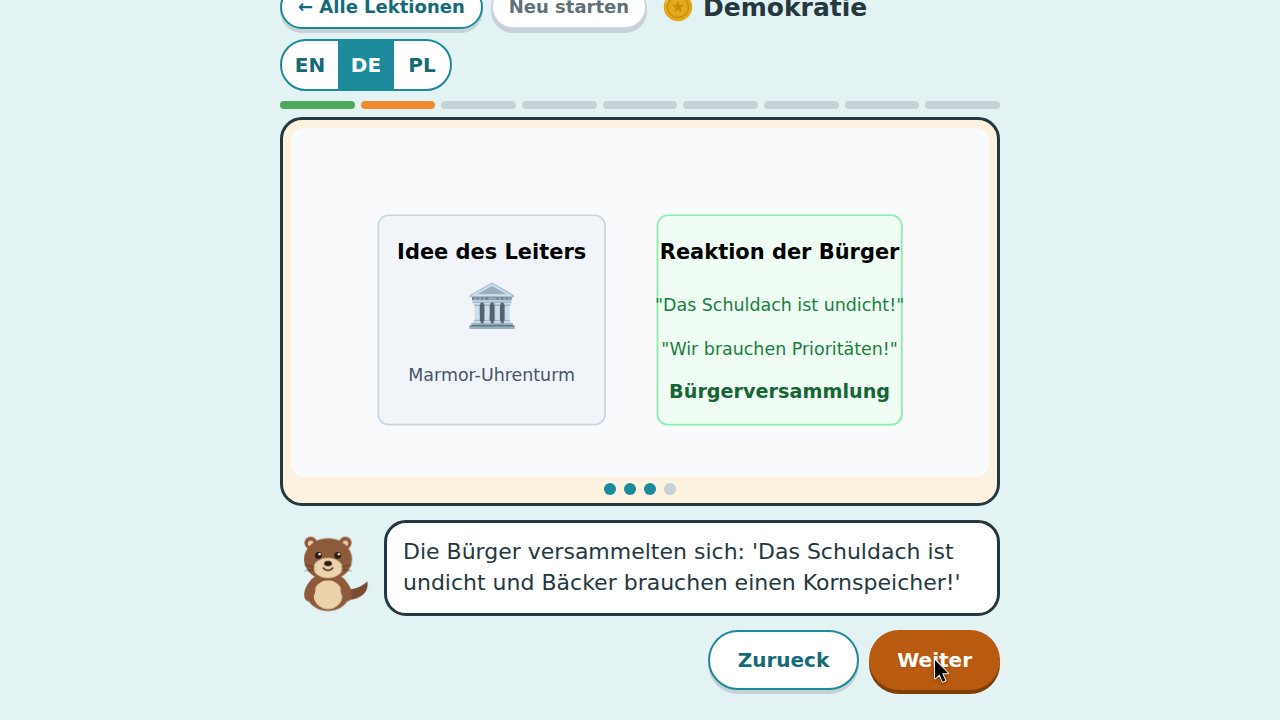 ← Alle Lektionen
Neu starten
Demokratie
EN DE PL
Idee des Leiters
Marmor-Uhrenturm
Reaktion der Bürger
"Das Schuldach ist undicht!"
"Wir brauchen Prioritäten!"
Bürgerversammlung
Die Bürger versammelten sich: 'Das Schuldach ist
undicht und Bäcker brauchen einen Kornspeicher!'
Zurueck
Weiter